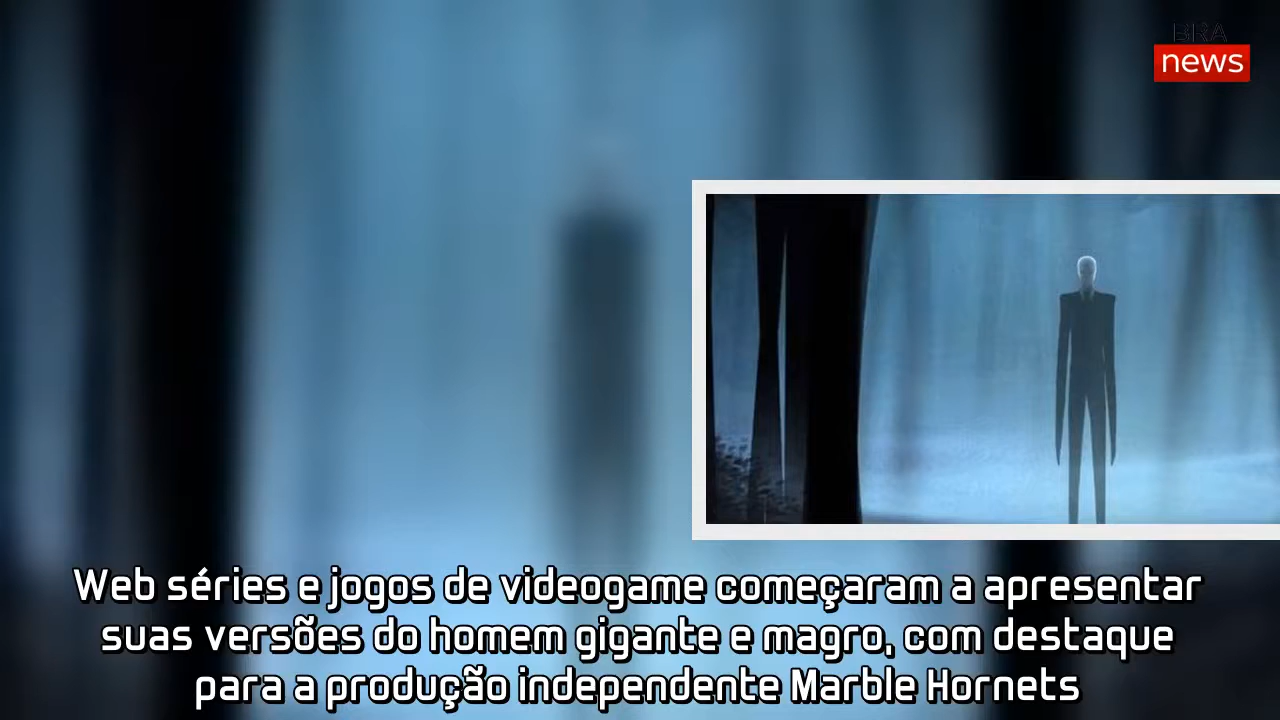 BRA
news
Web séries e jogos de videogame começaram a apresentar
suas versões do homem gigante e magro, com destaque
para a produção independente Marble Hornets